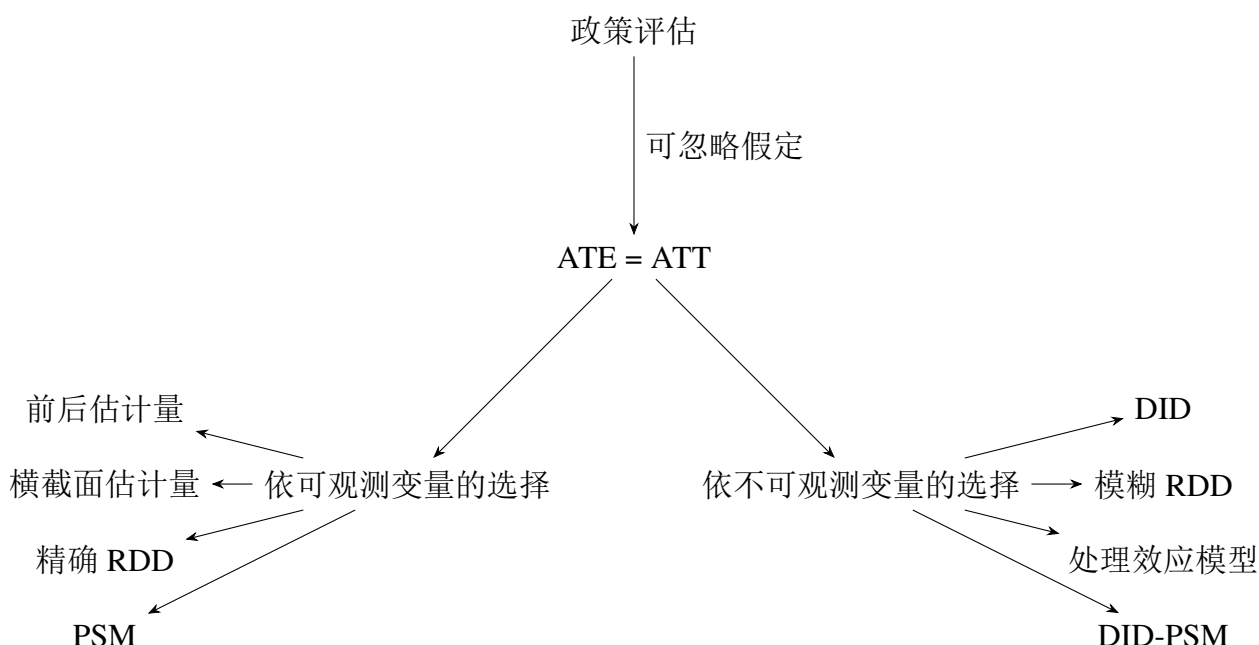 政策评估
可忽略假定
ATE = ATT
前后估计量
横截面估计量
依可观测变量的选择
精确 RDD
PSM
DID
依不可观测变量的选择
模糊 RDD
处理效应模型
DID-PSM